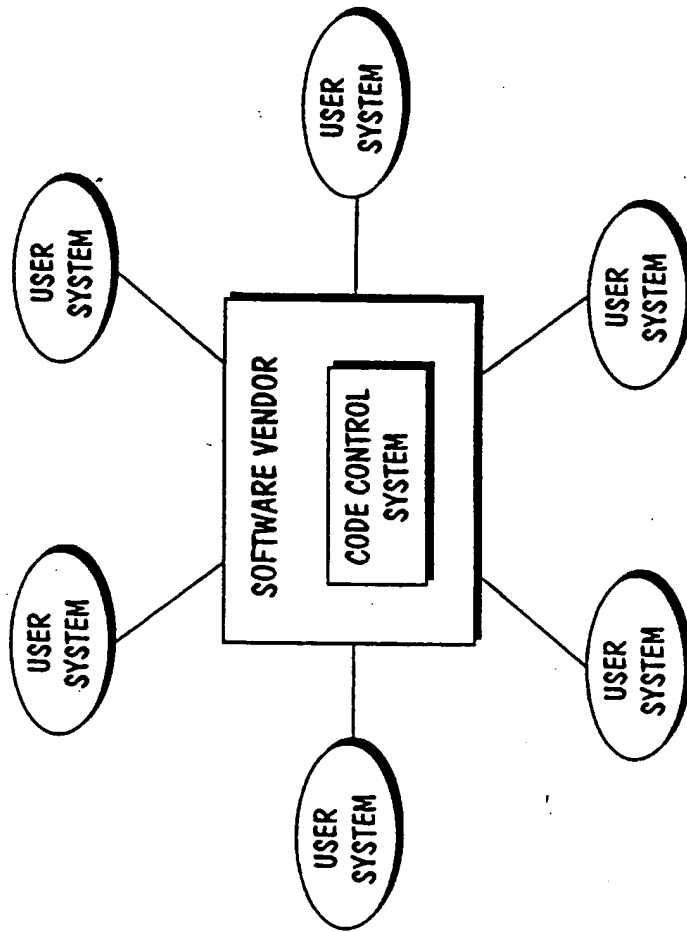 USER
SYSTEM
USER
SYSTEM
SOFTWARE VENDOR
USER
SYSTEM
CODE CONTROL
SYSTEM
USER
SYSTEM
USER
SYSTEM
USER
SYSTEM